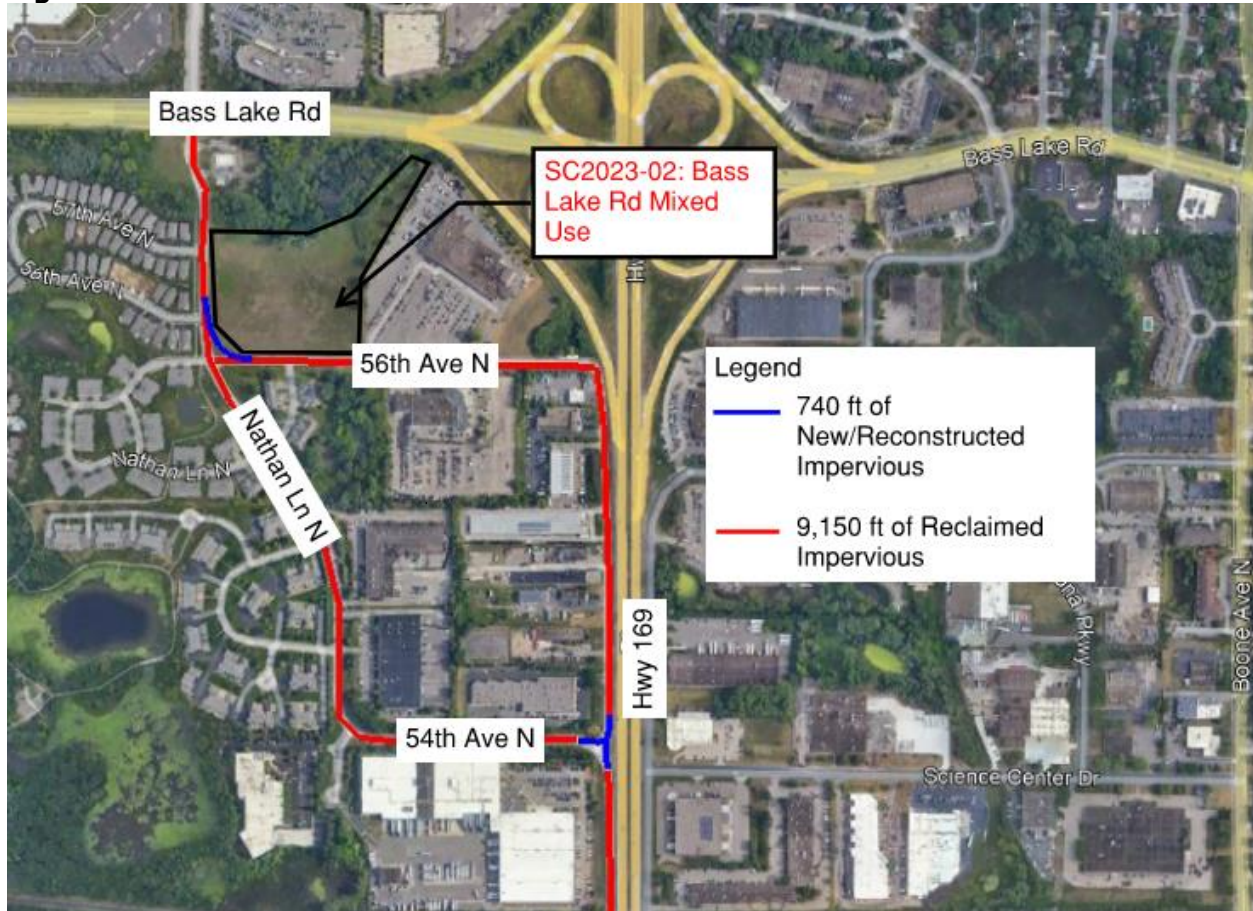 Bass Lake Rd
SC2023-02: Bass
Lake Rd Mixed
Use
Bass Lake Rd
57th Ave N
56th Ave N
56th Ave N
Legend
740 ft of
New/Reconstructed
Impervious
9,150 ft of Reclaimed
Impervious
Nathan Ln N
Nathan Ln N
Hwy 169
Boone Ave N
54th Ave N
Science Center Dr